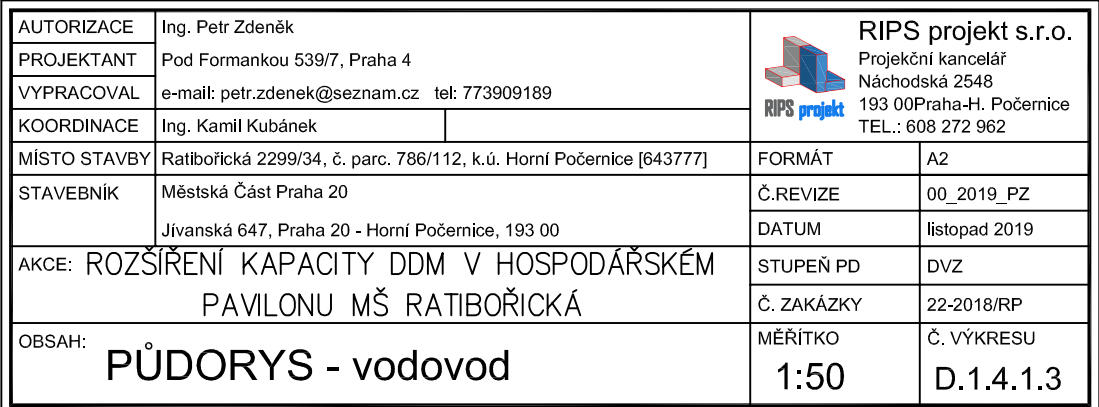 AUTORIZACE Ing. Petr Zdeněk
PROJEKTANT Pod Formankou 539/7, Praha 4
VYPRACOVAL e-mail: petr.zdenek@seznam.cz tel: 773909189
KOORDINACE Ing. Kamil Kubánek
RIPS projekt
RIPS projekt s.r.o.
Projekční kancelář
Náchodská 2548
193 00Praha-H. Počernice
TEL.: 608 272 962
MÍSTO STAVBY Ratibořická 2299/34, č. parc. 786/112, k.ú. Horní Počernice [643777]
FORMÁT A2
STAVEBNÍK Městská Část Praha 20
Č.REVIZE 00_2019_PZ
Jívanská 647, Praha 20 - Horní Počernice, 193 00
DATUM listopad 2019
AKCE: ROZŠÍŘENÍ KAPACITY DDM V HOSPODÁŘSKÉM
PAVILONU MŠ RATIBOŘICKÁ
STUPEŇ PD DVZ
Č. ZAKÁZKY 22-2018/RP
OBSAH:
PŮDORYS - vodovod
MĚŘÍTKO
1:50
Č. VÝKRESU
D.1.4.1.3